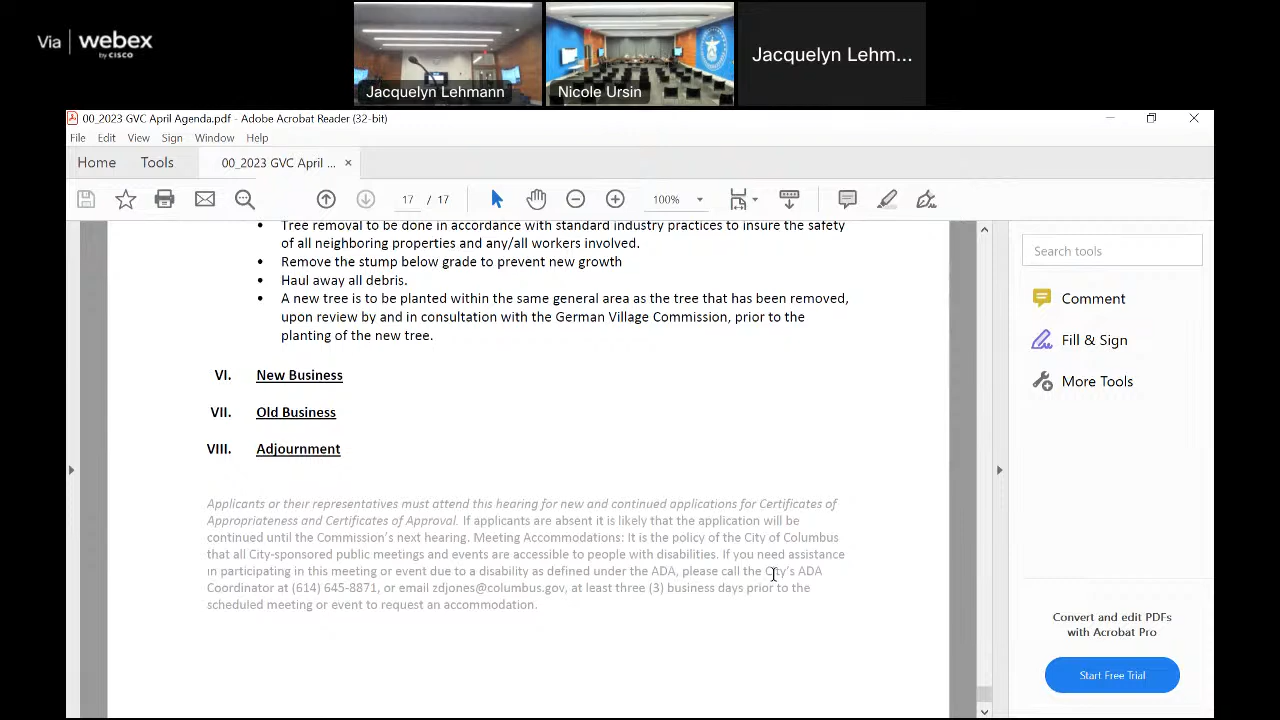 Via | webex
by CISCO
Jacquelyn Lehmann
Nicole Ursin
Jacquelyn Lehm...
00_2023 GVC April Agenda.pdf - Adobe Acrobat Reader (32-bit)
File Edit View Sign Window Help
Home Tools 00_2023 GVC April ... ×
17 / 17 100%
• Tree removal to be done in accordance with standard industry practices to insure the safety
of all neighboring properties and any/all workers involved.
• Remove the stump below grade to prevent new growth
• Haul away all debris.
• A new tree is to be planted within the same general area as the tree that has been removed,
upon review by and in consultation with the German Village Commission, prior to the
planting of the new tree.
VI. New Business
VII. Old Business
VIII. Adjournment
Applicants or their representatives must attend this hearing for new and continued applications for Certificates of
Appropriateness and Certificates of Approval. If applicants are absent it is likely that the application will be
continued until the Commission's next hearing. Meeting Accommodations: It is the policy of the City of Columbus
that all City-sponsored public meetings and events are accessible to people with disabilities. If you need assistance
in participating in this meeting or event due to a disability as defined under the ADA, please call the City's ADA
Coordinator at (614) 645-8871, or email zdjones@columbus.gov, at least three (3) business days prior to the
scheduled meeting or event to request an accommodation.
Search tools
Comment
Fill & Sign
More Tools
Convert and edit PDFs
with Acrobat Pro
Start Free Trial